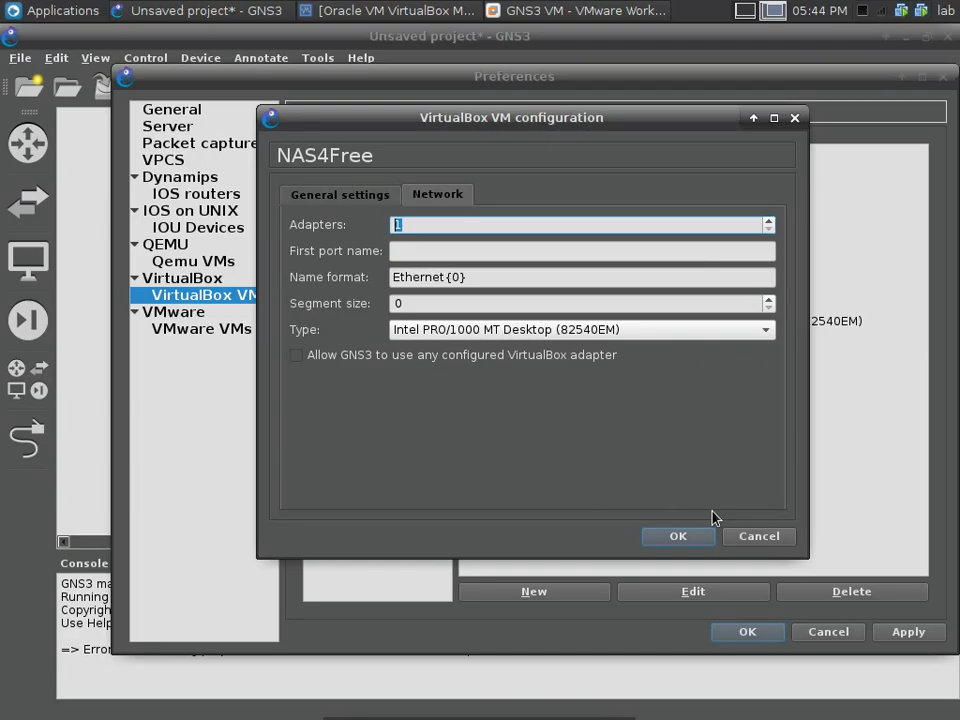 Applications
Unsaved project* - GNS3
[Oracle VM VirtualBox M...
GNS3 VM - VMware Work...
05:44 PM
lab
Unsaved project* - GNS3
File Edit View Control Device Annotate Tools Help
Preferences
General
Server
Packet capture
VPCS
Dynamips
IOS routers
IOS on UNIX
IOU Devices
QEMU
Qemu VMs
VirtualBox
VirtualBox VM
VMware
VMware VMs
VirtualBox VM configuration
NAS4Free
General settings
Network
Adapters: 1
First port name:
Name format: Ethernet{0}
Segment size: 0
Type: Intel PRO/1000 MT Desktop (82540EM)
Allow GNS3 to use any configured VirtualBox adapter
OK
Cancel
2540EM)
New
Edit
Delete
OK
Cancel
Apply
Console
GNS3 ma
Running
Copyrigh
Use Help
=> Error